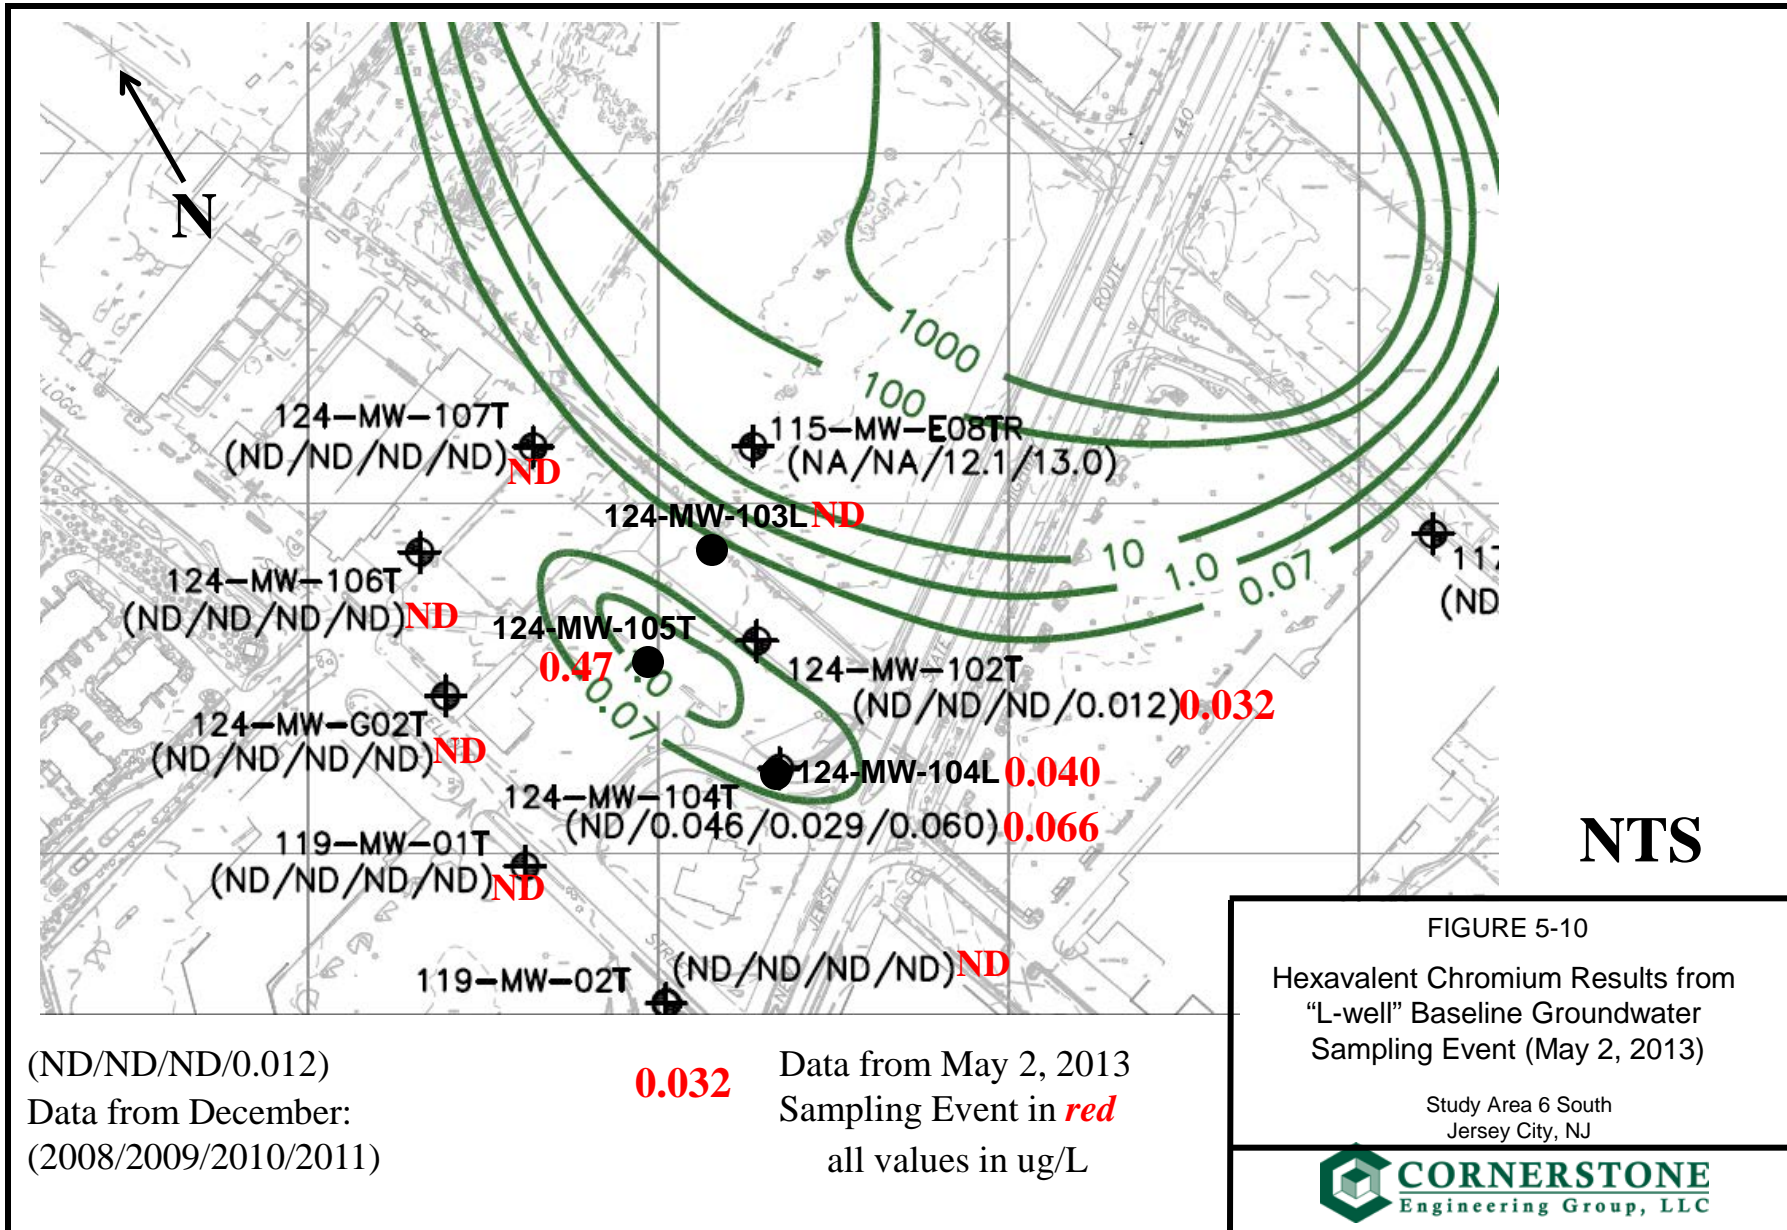 N
440
ROUTE
1000
100
124-MW-107T
(ND/ND/ND/ND)
ND
115-MW-E08TR
(NA/NA/12.1/13.0)
124-MW-103L ND
10
1.0
0.07
117
(ND
124-MW-106T
(ND/ND/ND/ND) ND
124-MW-105T
0.47
0.07
124-MW-102T
(ND/ND/ND/0.012) 0.032
124-MW-G02T
(ND/ND/ND/ND) ND
124-MW-104L 0.040
124-MW-104T
(ND/0.046/0.029/0.060) 0.066
119-MW-01T
(ND/ND/ND/ND) ND
JERSEY
119-MW-02T (ND/ND/ND/ND) ND
NTS
(ND/ND/ND/0.012)
Data from December:
(2008/2009/2010/2011)
0.032
Data from May 2, 2013
Sampling Event in red
all values in ug/L
FIGURE 5-10
Hexavalent Chromium Results from
“L-well” Baseline Groundwater
Sampling Event (May 2, 2013)
Study Area 6 South
Jersey City, NJ
CORNERSTONE
Engineering Group, LLC